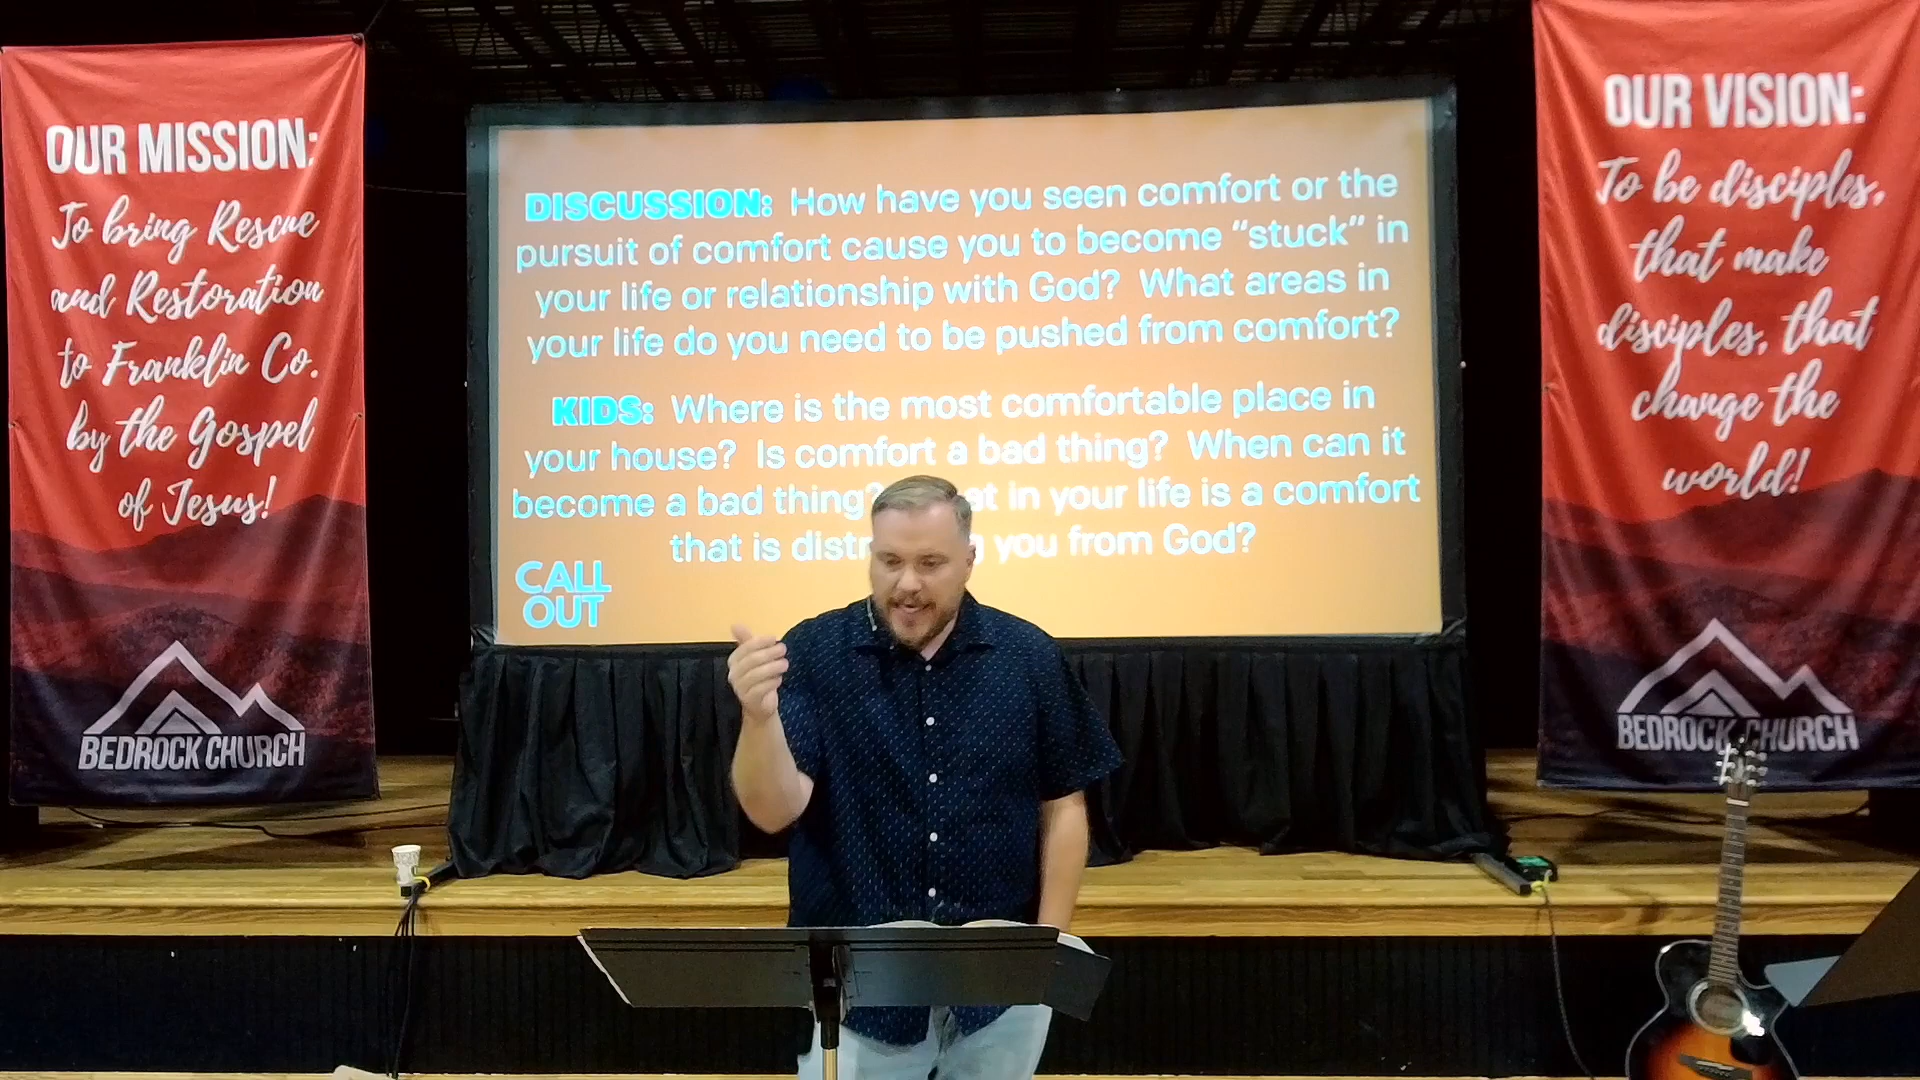 OUR MISSION:
To bring Rescue
and Restoration
to Franklin Co.
by the Gospel
of Jesus!
BEDROCK CHURCH
DISCUSSION: How have you seen comfort or the
pursuit of comfort cause you to become “stuck” in
your life or relationship with God? What areas in
your life do you need to be pushed from comfort?
KIDS: Where is the most comfortable place in
your house? Is comfort a bad thing? When can it
become a bad thing? in your life is a comfort
that is you from God?
CALL
OUT
OUR VISION:
To be disciples,
that make
disciples, that
change the
world!
BEDROCK CHURCH